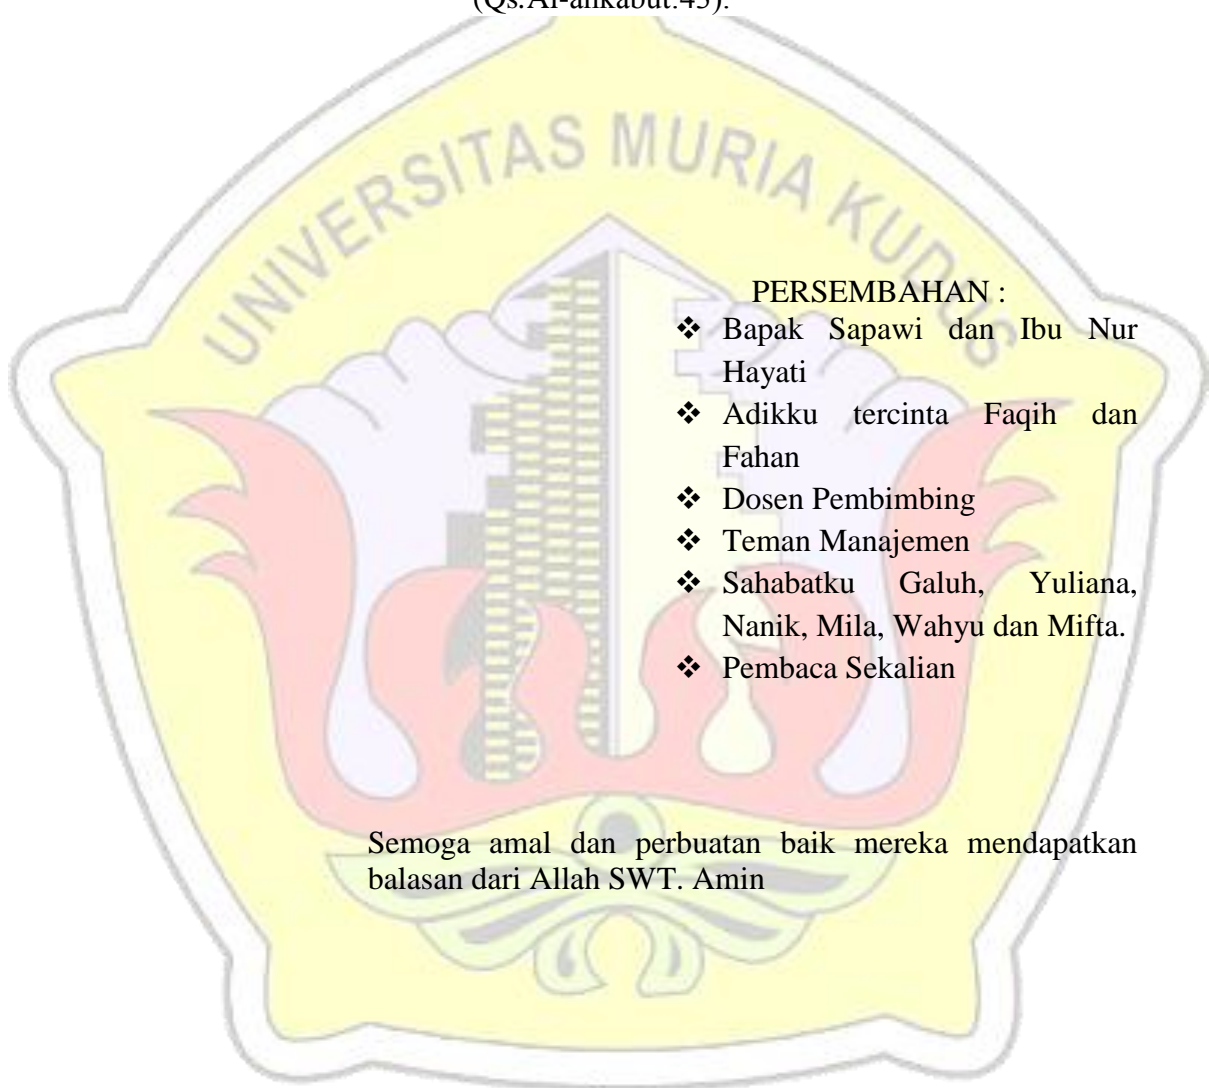 (Qs.Al-ankabut:45).
UNIVERSITAS MURIA KUDUS
PERSEMBAHAN :
❖ Bapak Sapawi dan Ibu Nur
Hayati
❖ Adikku tercinta Faqih dan
Fahan
❖ Dosen Pembimbing
❖ Teman Manajemen
❖ Sahabatku Galuh, Yuliana,
Nanik, Mila, Wahyu dan Mifta.
❖ Pembaca Sekalian
Semoga amal dan perbuatan baik mereka mendapatkan
balasan dari Allah SWT. Amin